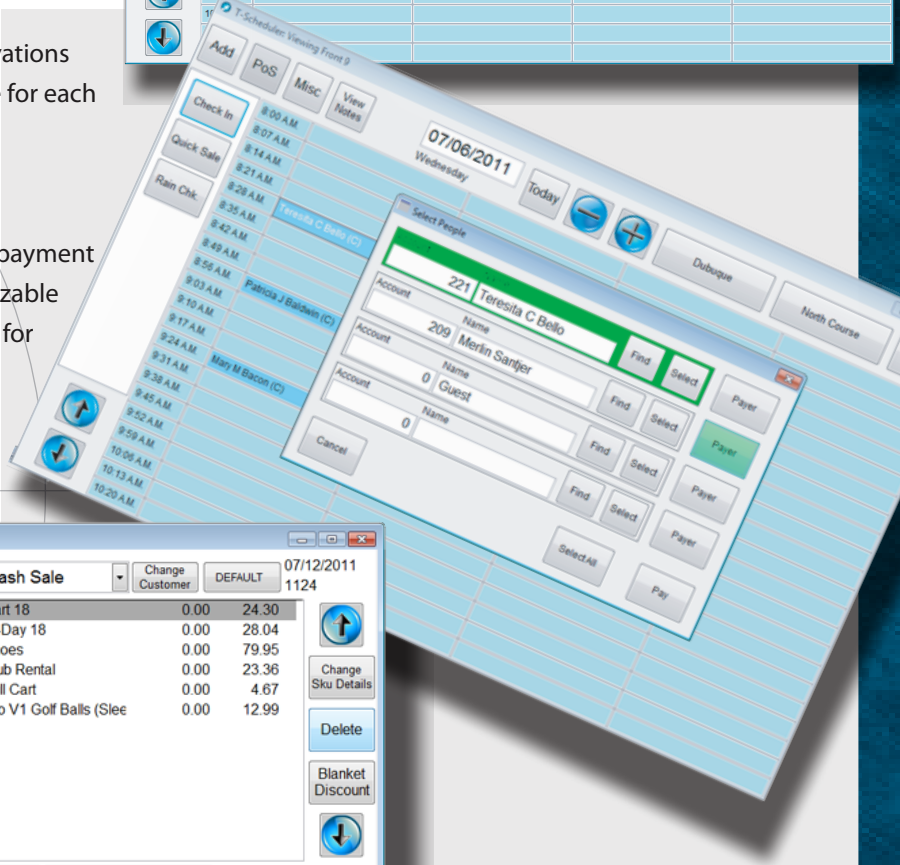 vations
e for each
payment
zable
for
T-Scheduler: Viewing Front 9
Add
PoS
Misc
View
Notes
07/06/2011
Wednesday
Today
Dubuque
North Course
Check In
Quick Sale
Rain Chk.
8:00 A.M.
8:07 A.M.
8:14 A.M.
8:21 A.M.
8:28 A.M.
8:35 A.M.
8:42 A.M.
8:49 A.M.
8:56 A.M.
9:03 A.M.
9:10 A.M.
9:17 A.M.
9:24 A.M.
9:31 A.M.
9:38 A.M.
9:45 A.M.
9:52 A.M.
9:59 A.M.
10:06 A.M.
10:13 A.M.
10:20 A.M.
Teresita C Bello (C)
Patricia J Baldwin (C)
Mary M Bacon (C)
Select People
221 Teresita C Bello Find Select Payer
Account Name
209 Merlin Santjer Find Select Payer
Account Name
0 Guest Find Select Payer
Account Name
0 Find Select Payer
Cancel Select All Pay
ash Sale
Change
Customer
DEFAULT
07/12/2011
1124
art 18 0.00 24.30
Day 18 0.00 28.04
oes 0.00 79.95
ub Rental 0.00 23.36
ll Cart 0.00 4.67
o V1 Golf Balls (Slee 0.00 12.99
Change
Sku Details
Delete
Blanket
Discount